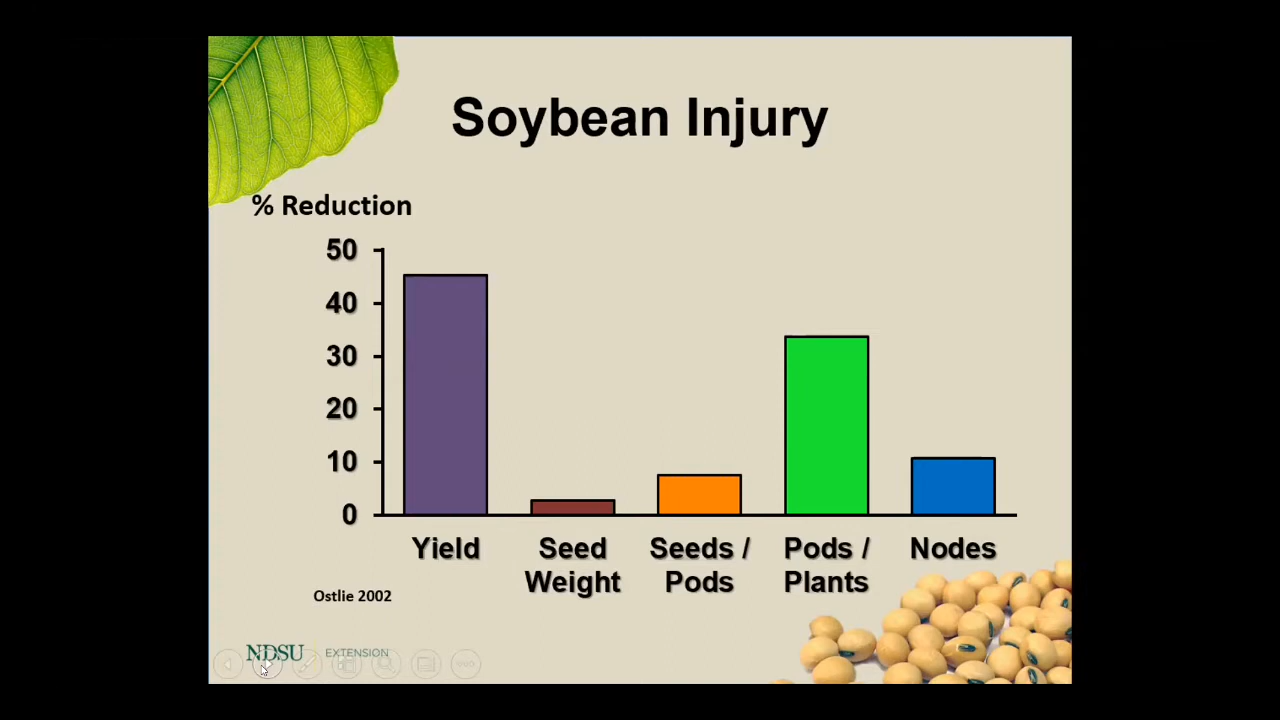 Soybean Injury
% Reduction
50
40
30
20
10
0
Yield
Seed
Weight
Seeds /
Pods
Pods /
Plants
Nodes
Ostlie 2002
NDSU EXTENSION